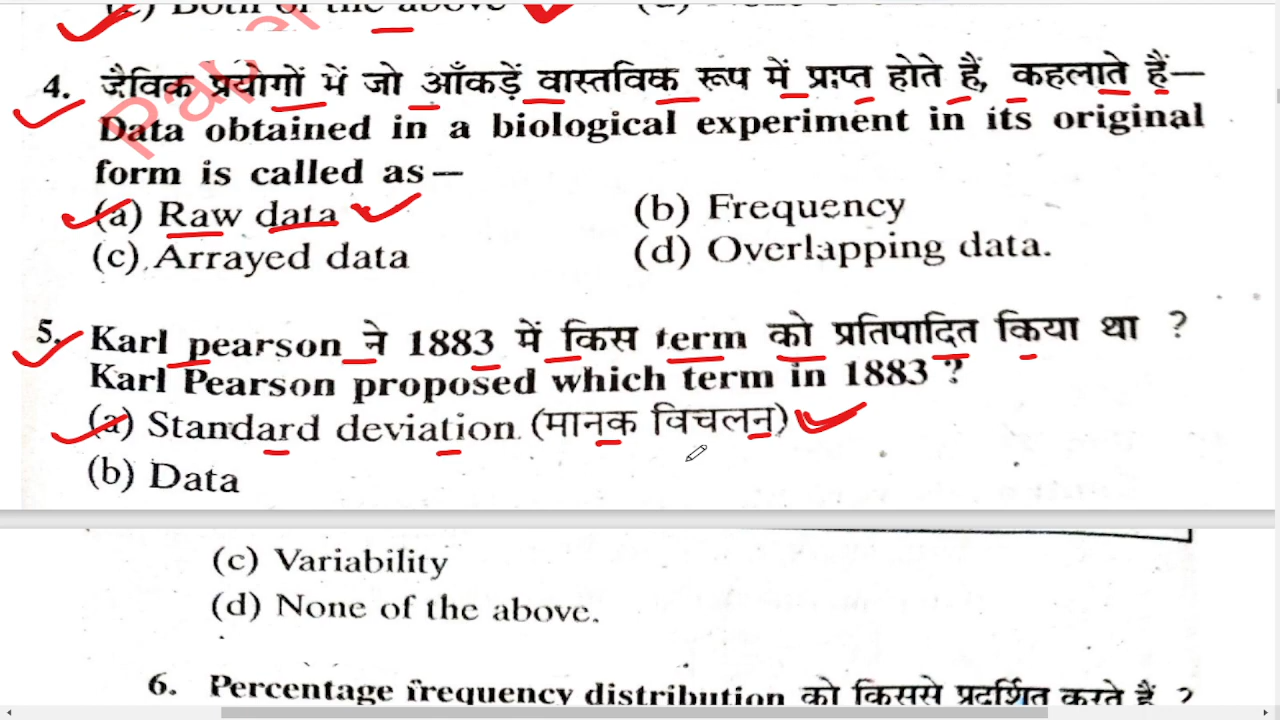 (c) Both of the above
4. जैविक प्रयोगों में जो आँकड़ें वास्तविक रूप में प्राप्त होते हैं, कहलाते हैं—
Data obtained in a biological experiment in its original
form is called as—
(a) Raw data (b) Frequency
(c) Arrayed data (d) Overlapping data.
5. Karl pearson ने 1883 में किस term को प्रतिपादित किया था ?
Karl Pearson proposed which term in 1883 ?
(a) Standard deviation (मानक विचलन)
(b) Data
(c) Variability
(d) None of the above.
6. Percentage frequency distribution को किससे प्रदर्शित करते हैं ?